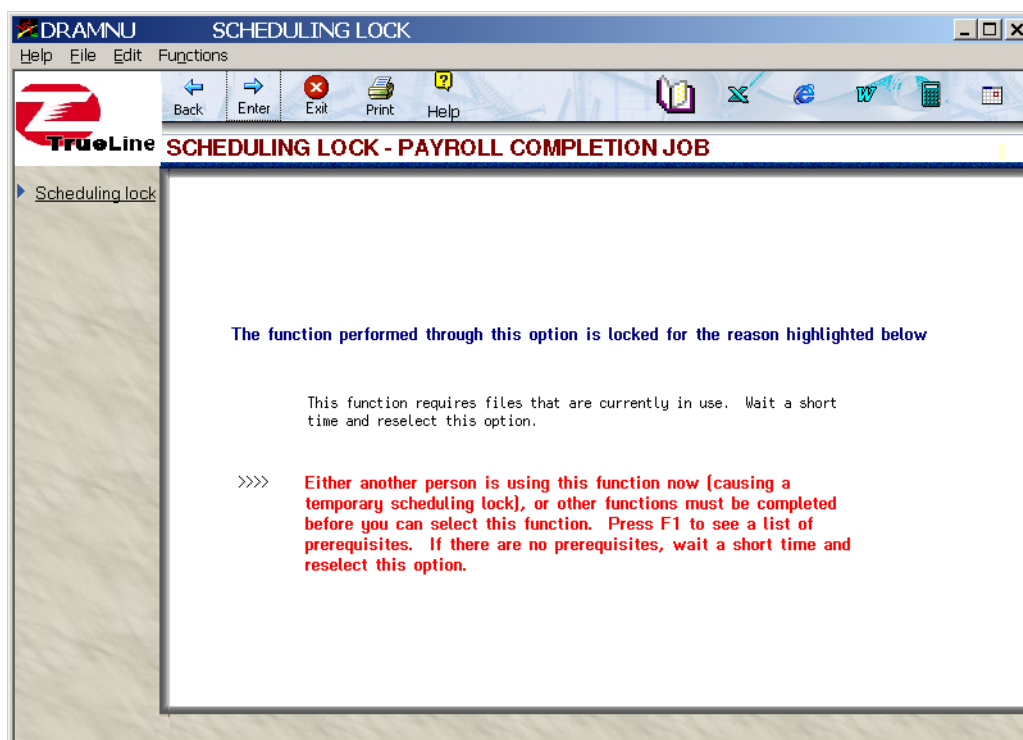 DRAMNU SCHEDULING LOCK
Help File Edit Functions
Back Enter Exit Print Help
TrueLine
SCHEDULING LOCK - PAYROLL COMPLETION JOB
Scheduling lock
The function performed through this option is locked for the reason highlighted below
This function requires files that are currently in use. Wait a short
time and reselect this option.
>>>> Either another person is using this function now (causing a
temporary scheduling lock), or other functions must be completed
before you can select this function. Press F1 to see a list of
prerequisites. If there are no prerequisites, wait a short time and
reselect this option.